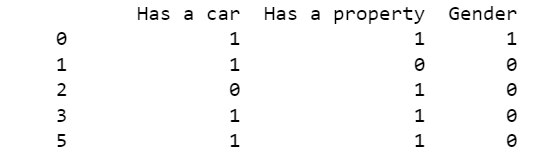 Has a car Has a property Gender
0 1 1 1
1 1 0 0
2 0 1 0
3 1 1 0
5 1 1 0